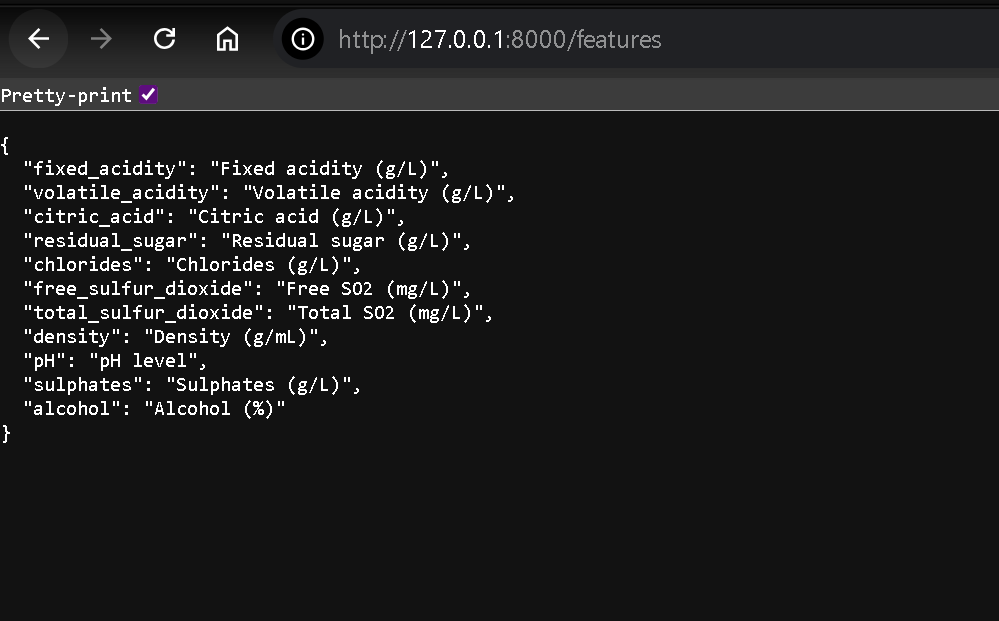 http://127.0.0.1:8000/features
Pretty-print
{
  "fixed_acidity": "Fixed acidity (g/L)",
  "volatile_acidity": "Volatile acidity (g/L)",
  "citric_acid": "Citric acid (g/L)",
  "residual_sugar": "Residual sugar (g/L)",
  "chlorides": "Chlorides (g/L)",
  "free_sulfur_dioxide": "Free SO2 (mg/L)",
  "total_sulfur_dioxide": "Total SO2 (mg/L)",
  "density": "Density (g/mL)",
  "pH": "pH level",
  "sulphates": "Sulphates (g/L)",
  "alcohol": "Alcohol (%)"
}